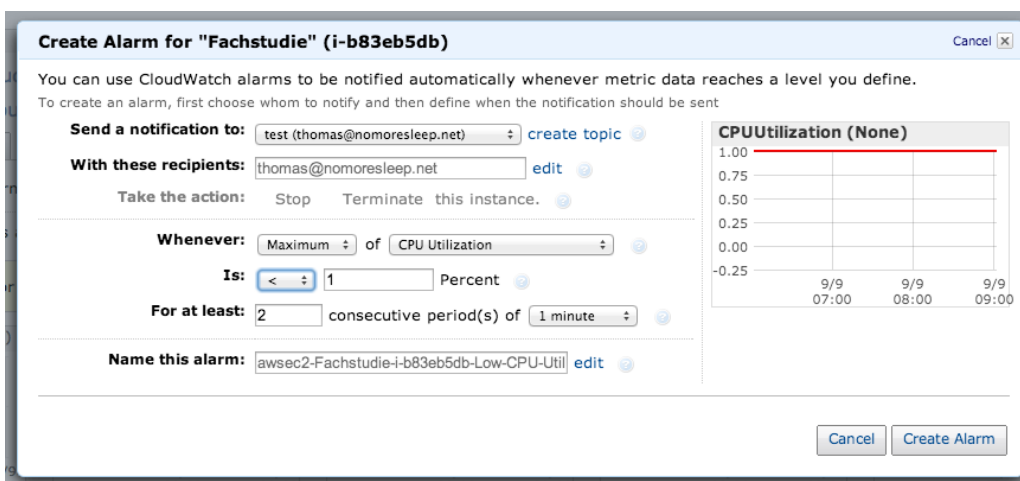 Create Alarm for "Fachstudie" (i-b83eb5db)
Cancel
You can use CloudWatch alarms to be notified automatically whenever metric data reaches a level you define.
To create an alarm, first choose whom to notify and then define when the notification should be sent
Send a notification to: test (thomas@nomoresleep.net) create topic ?
With these recipients: thomas@nomoresleep.net edit ?
Take the action: Stop Terminate this instance. ?
Whenever: Maximum of CPU Utilization ?
Is: < 1 Percent ?
For at least: 2 consecutive period(s) of 1 minute ?
Name this alarm: awsec2-Fachstudie-i-b83eb5db-Low-CPU-Util edit ?
CPUUtilization (None)
1.00
0.75
0.50
0.25
0.00
-0.25
9/9 9/9 9/9
07:00 08:00 09:00
Cancel Create Alarm